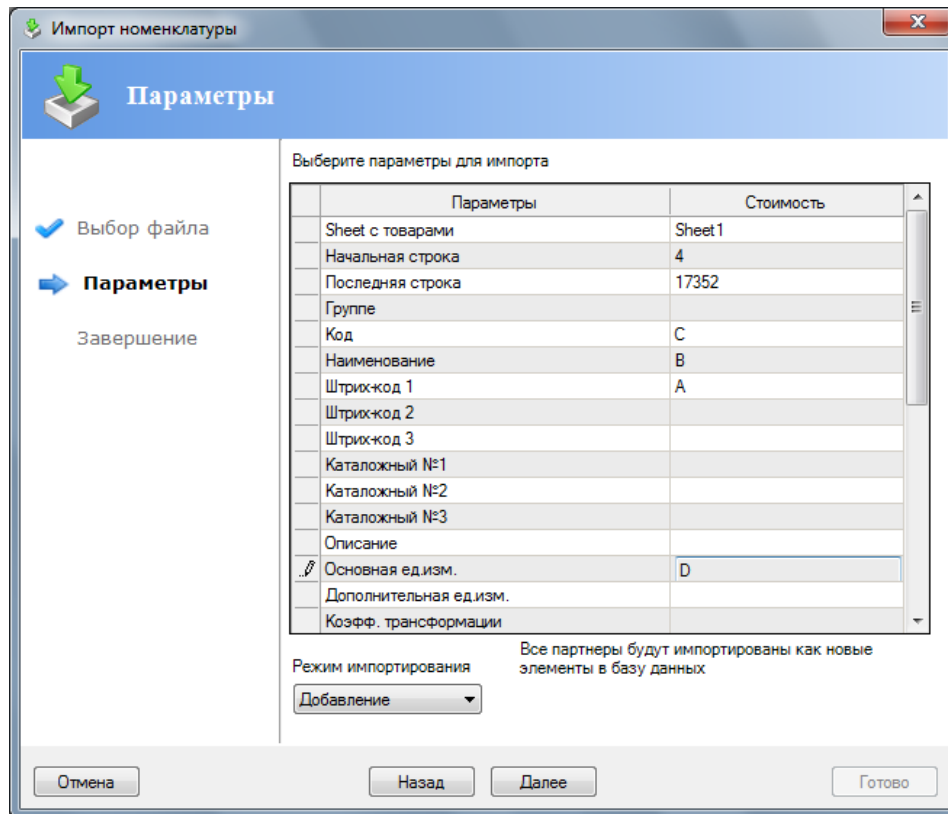 Импорт номенклатуры
Параметры
Выбор файла
Параметры
Завершение
Выберите параметры для импорта
Параметры Стоимость
Sheet с товарами Sheet1
Начальная строка 4
Последняя строка 17352
Группе
Код C
Наименование B
Штрих-код 1 A
Штрих-код 2
Штрих-код 3
Каталожный №1
Каталожный №2
Каталожный №3
Описание
Основная ед.изм. D
Дополнительная ед.изм.
Коэфф. трансформации
Режим импортирования
Добавление
Все партнеры будут импортированы как новые
элементы в базу данных
Отмена Назад Далее Готово